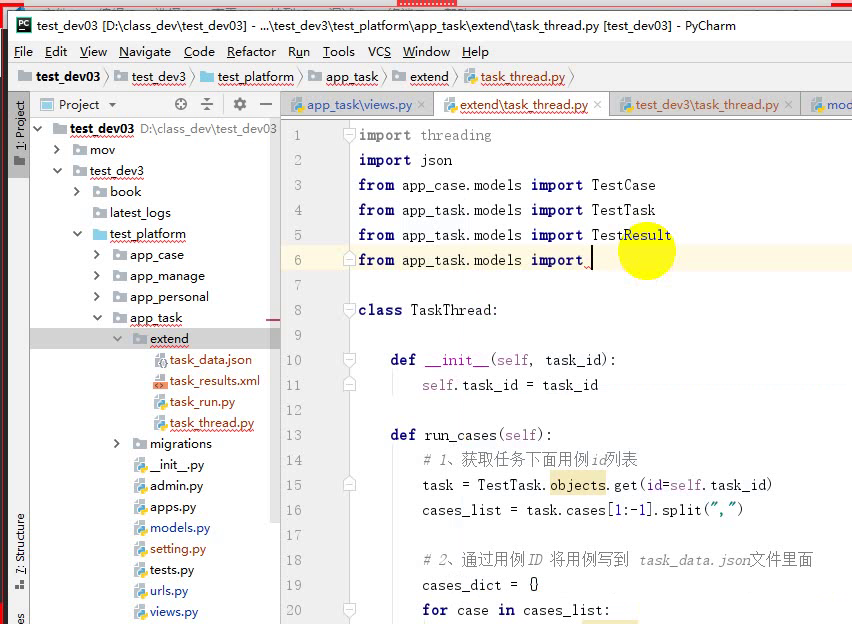 test_dev03 [D:\class_dev\test_dev03] - ...\test_dev3\test_platform\app_task\extend\task_thread.py [test_dev03] - PyCharm
File Edit View Navigate Code Refactor Run Tools VCS Window Help
test_dev03 test_dev3 test_platform app_task extend task_thread.py
1: Project
7: Structure
Project
app_task\views.py extend\task_thread.py test_dev3\task_thread.py mod
test_dev03 D:\class_dev\test_dev03
mov
test_dev3
book
latest_logs
test_platform
app_case
app_manage
app_personal
app_task
extend
task_data.json
task_results.xml
task_run.py
task_thread.py
migrations
__init__.py
admin.py
apps.py
models.py
setting.py
tests.py
urls.py
views.py
1 import threading
2 import json
3 from app_case.models import TestCase
4 from app_task.models import TestTask
5 from app_task.models import TestResult
6 from app_task.models import
7
8 class TaskThread:
9
10 def __init__(self, task_id):
11 self.task_id = task_id
12
13 def run_cases(self):
14 # 1、获取任务下面用例id列表
15 task = TestTask.objects.get(id=self.task_id)
16 cases_list = task.cases[1:-1].split(",")
17
18 # 2、通过用例ID 将用例写到 task_data.json文件里面
19 cases_dict = {}
20 for case in cases_list: